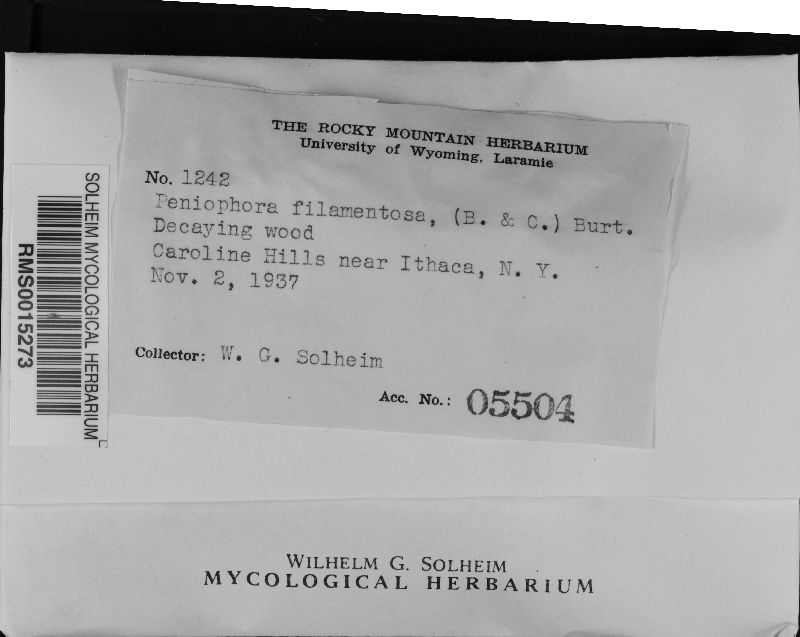 THE ROCKY MOUNTAIN HERBARIUM
University of Wyoming, Laramie
No. 1242
Peniophora filamentosa, (B. & C.) Burt.
Decaying wood
Caroline Hills near Ithaca, N. Y.
Nov. 2, 1937
Collector: W. G. Solheim
Acc. No.: 05504
SOLHEIM MYCOLOGICAL HERBARIUM
RMS0015273
WILHELM G. SOLHEIM
MYCOLOGICAL HERBARIUM